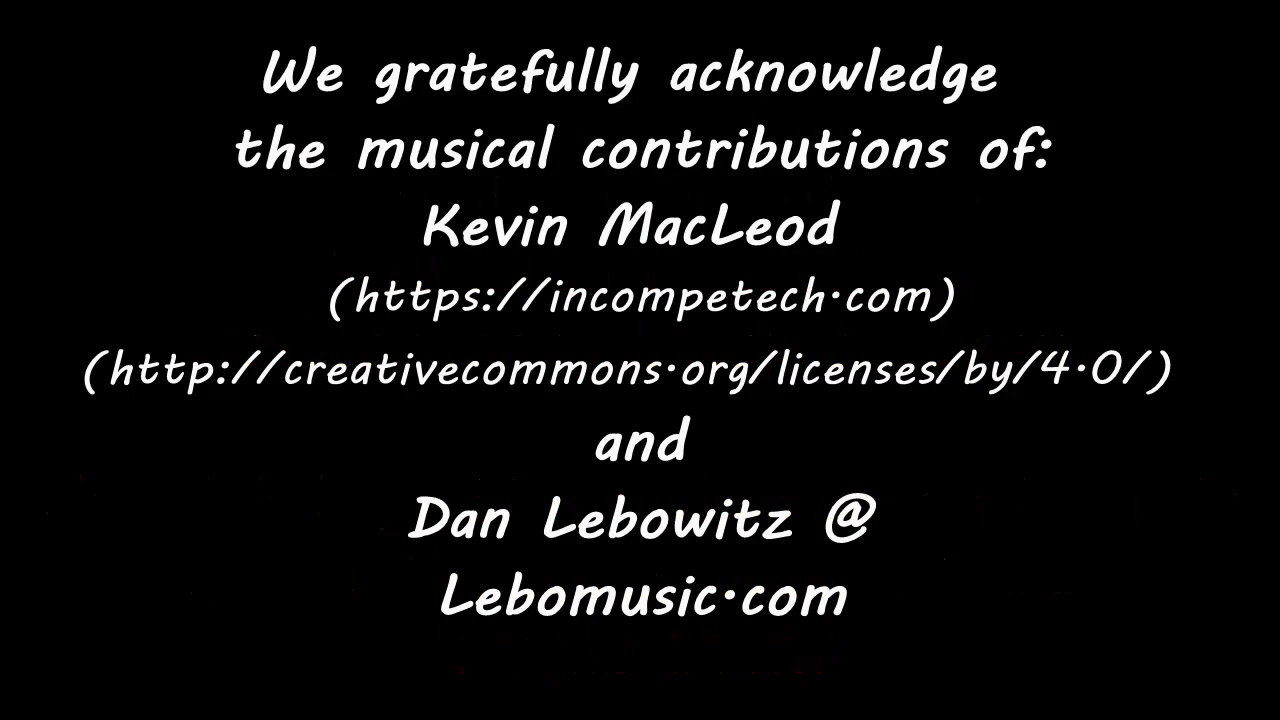 We gratefully acknowledge
the musical contributions of:
Kevin MacLeod
(https://incompetech.com)
(http://creativecommons.org/licenses/by/4.0/)
and
Dan Lebowitz @
Lebomusic.com